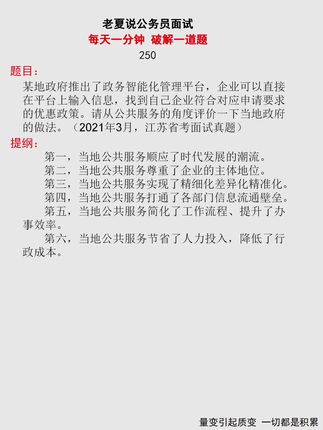 老夏说公务员面试
每天一分钟 破解一道题
250
题目：
某地政府推出了政务智能化管理平台，企业可以直接
在平台上输入信息，找到自己企业符合对应申请要求
的优惠政策。请从公共服务的角度评价一下当地政府
的做法。（2021年3月，江苏省考面试真题）
提纲：
第一，当地公共服务顺应了时代发展的潮流。
第二，当地公共服务尊重了企业的主体地位。
第三，当地公共服务实现了精细化差异化精准化。
第四，当地公共服务打通了各部门信息流通壁垒。
第五，当地公共服务简化了工作流程、提升了办
事效率。
第六，当地公共服务节省了人力投入，降低了行
政成本。
量变引起质变 一切都是积累